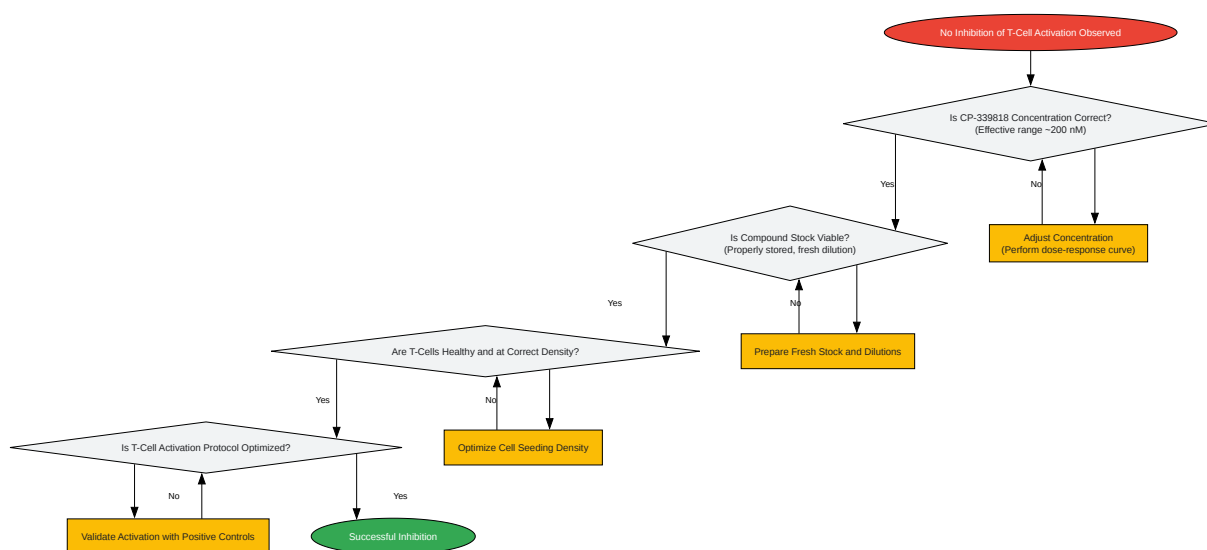 No Inhibition of T-Cell Activation Observed
Is CP-339818 Concentration Correct?
(Effective range ~200 nM)
Yes
No
Is Compound Stock Viable?
(Properly stored, fresh dilution)
Adjust Concentration
(Perform dose-response curve)
Yes
No
Are T-Cells Healthy and at Correct Density?
Prepare Fresh Stock and Dilutions
Yes
No
Is T-Cell Activation Protocol Optimized?
Optimize Cell Seeding Density
No
Yes
Validate Activation with Positive Controls
Successful Inhibition